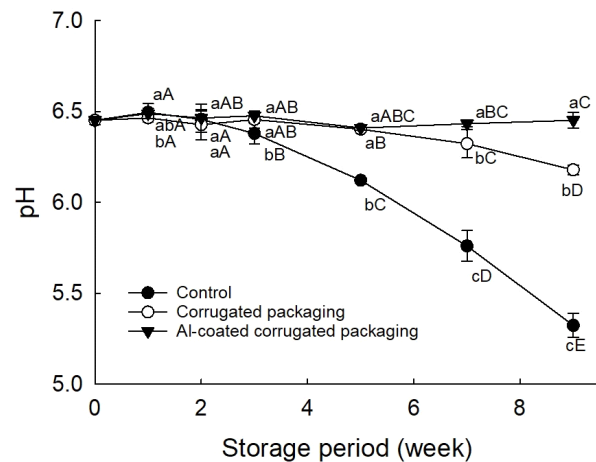 7.0
6.5
6.0
5.5
5.0
pH
aA
aAB
aAB
aABC
aBC
aC
abA
bA
aA
aA
aAB
bB
aB
bC
bC
bD
cD
cE
Control
Corrugated packaging
Al-coated corrugated packaging
0 2 4 6 8
Storage period (week)